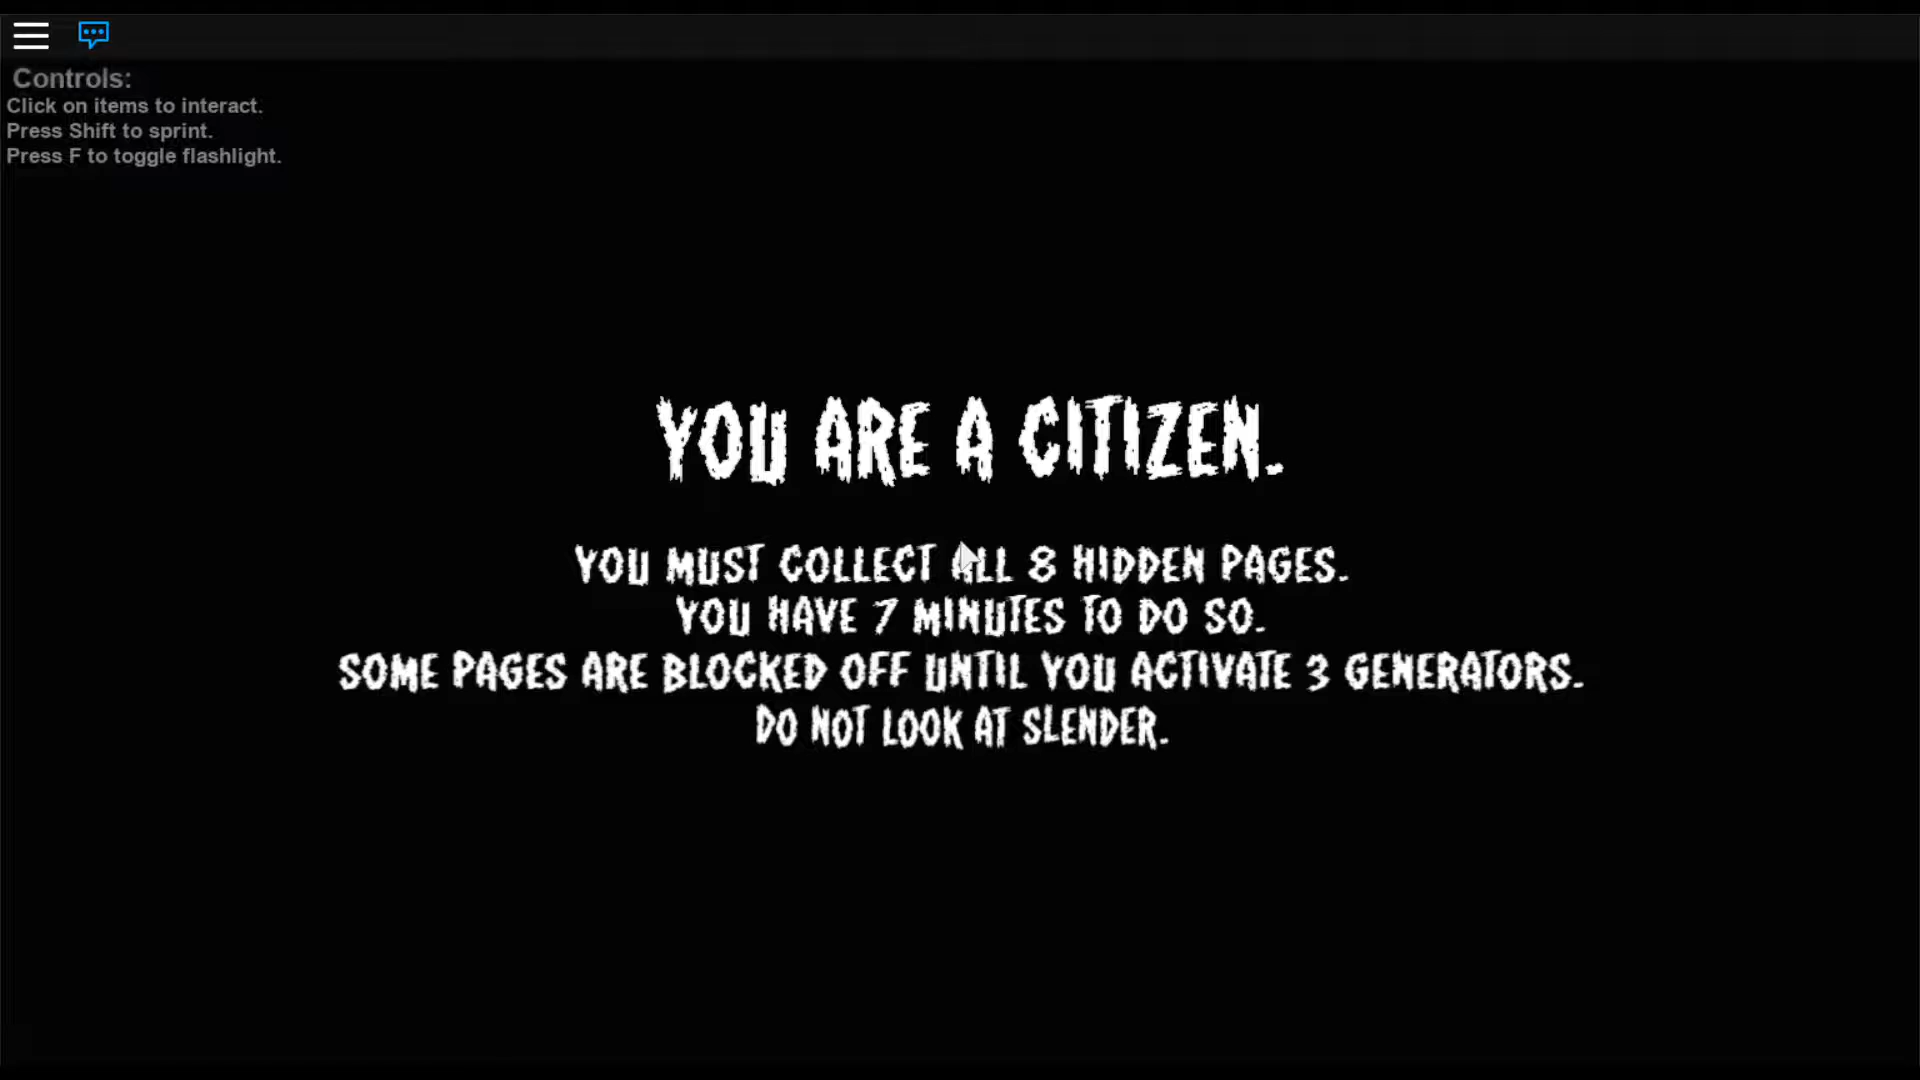 Controls:
Click on items to interact.
Press Shift to sprint.
Press F to toggle flashlight.
YOU ARE A CITIZEN.
YOU MUST COLLECT ALL 8 HIDDEN PAGES.
YOU HAVE 7 MINUTES TO DO SO.
SOME PAGES ARE BLOCKED OFF UNTIL YOU ACTIVATE 3 GENERATORS.
DO NOT LOOK AT SLENDER.